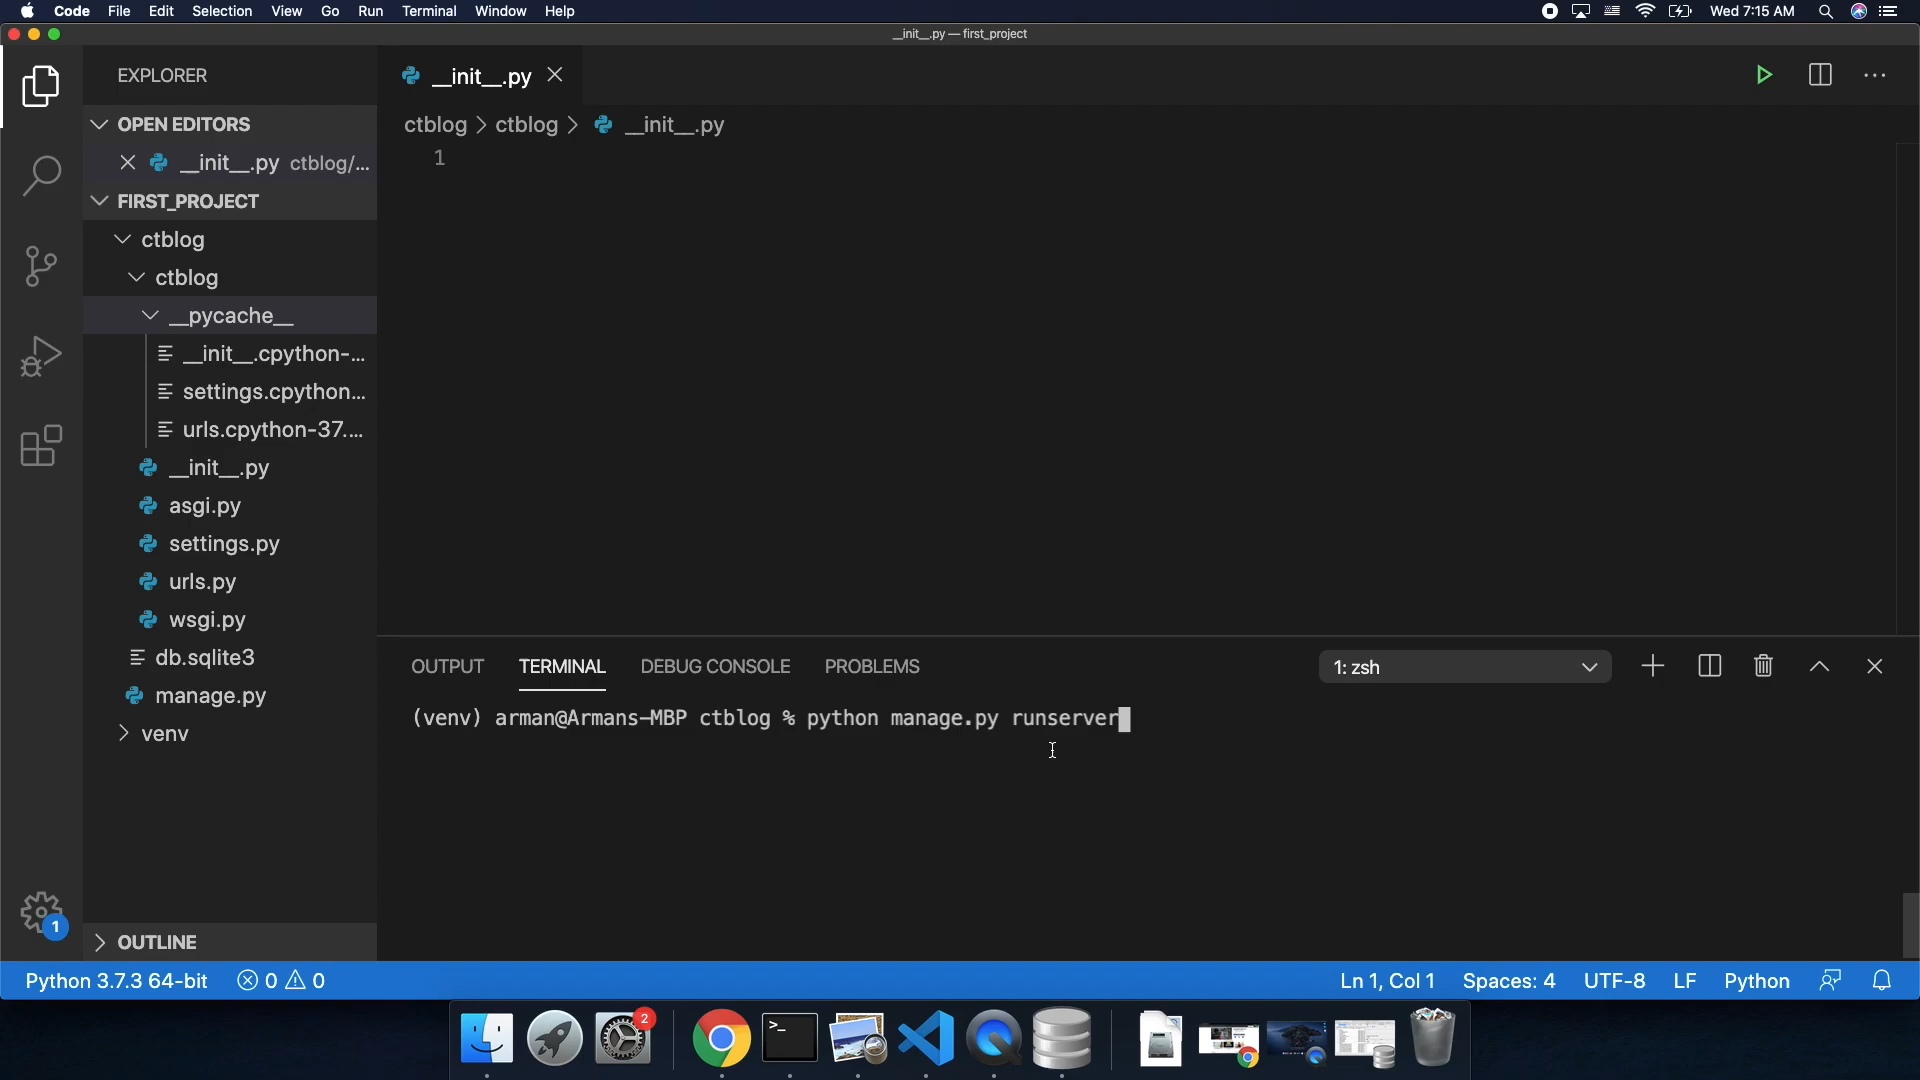 Code File Edit Selection View Go Run Terminal Window Help Wed 7:15 AM
__init__.py — first_project
EXPLORER
__init__.py
OPEN EDITORS
ctblog ctblog __init__.py
__init__.py ctblog/...
1
FIRST_PROJECT
ctblog
ctblog
__pycache__
__init__.cpython-...
settings.cpython...
urls.cpython-37....
__init__.py
asgi.py
settings.py
urls.py
wsgi.py
db.sqlite3
manage.py
venv
OUTPUT TERMINAL DEBUG CONSOLE PROBLEMS 1: zsh
(venv) arman@Armans-MBP ctblog % python manage.py runserver
1
OUTLINE
Python 3.7.3 64-bit 0 0 Ln 1, Col 1 Spaces: 4 UTF-8 LF Python
2
>_